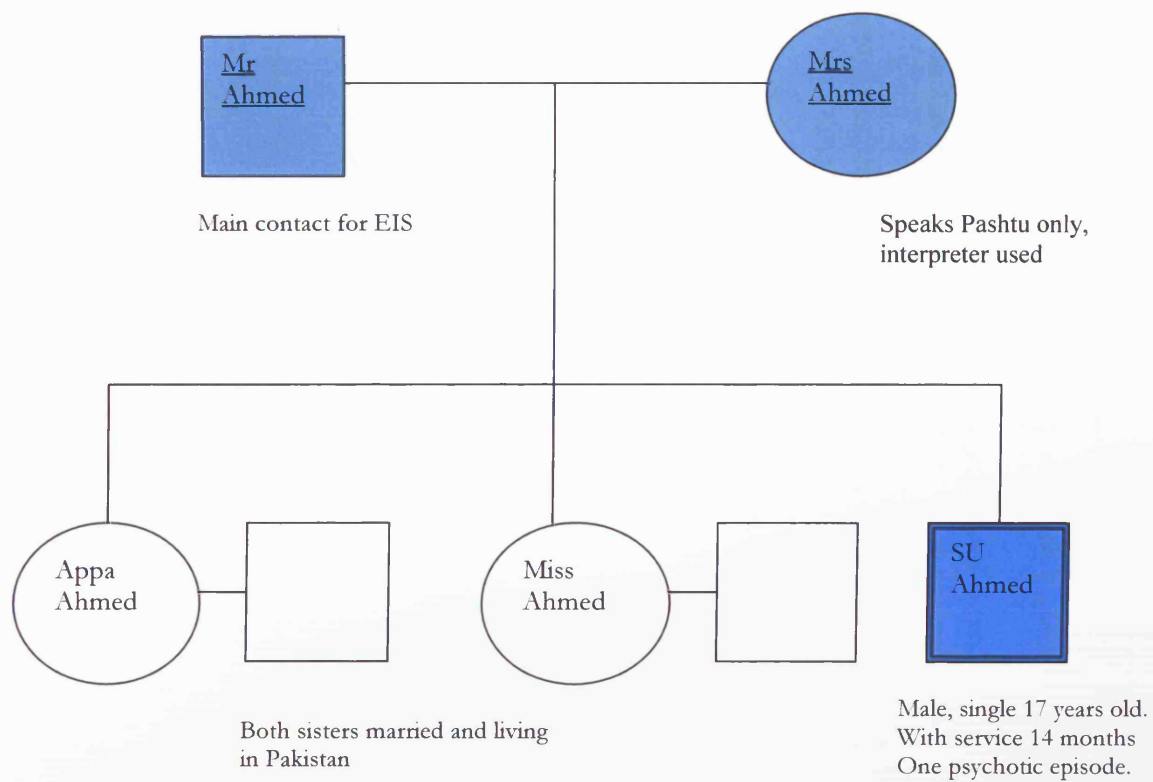 Mr
Ahmed
Mrs
Ahmed
Main contact for EIS
Speaks Pashtu only,
interpreter used
Appa
Ahmed
Miss
Ahmed
SU
Ahmed
Both sisters married and living
in Pakistan
Male, single 17 years old.
With service 14 months
One psychotic episode.